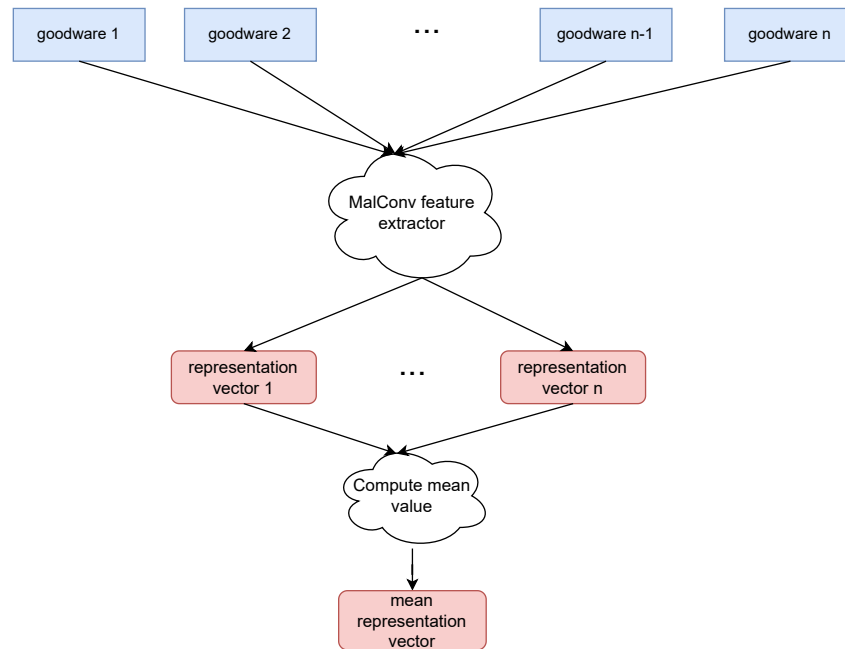 goodware 1
goodware 2
...
goodware n-1
goodware n
MalConv feature
extractor
representation
vector 1
...
representation
vector n
Compute mean
value
mean
representation
vector